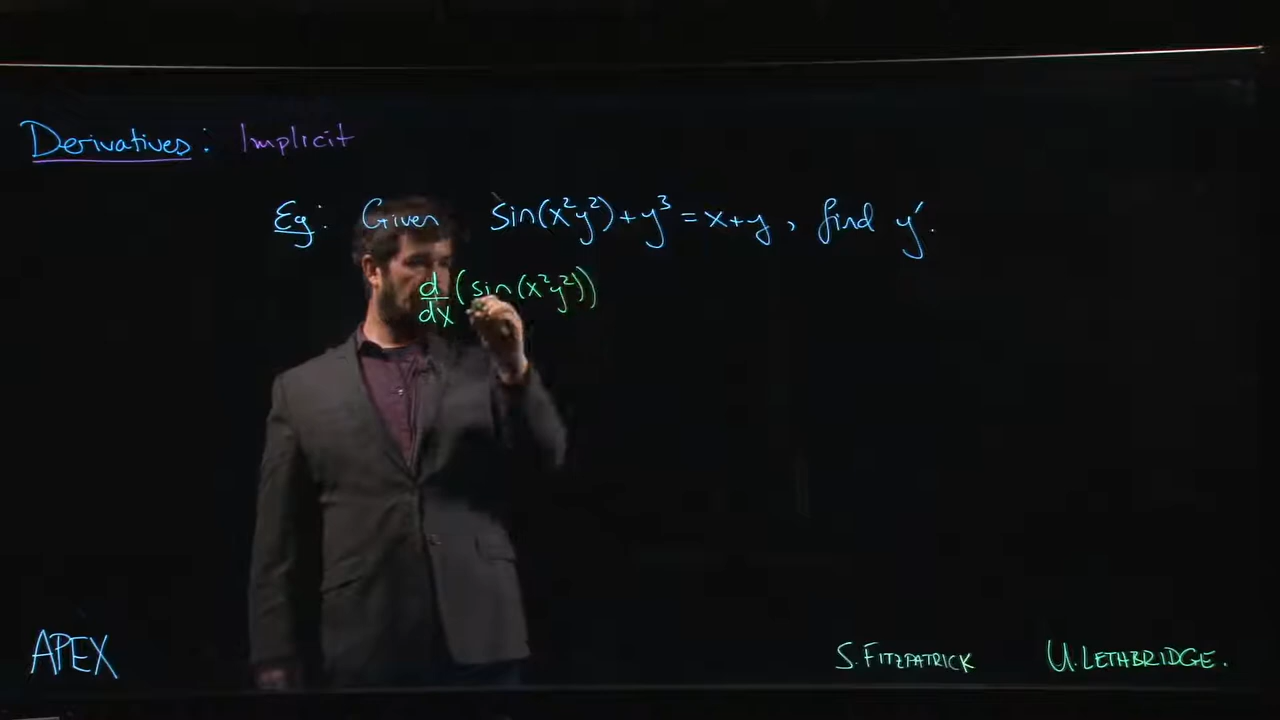 Derivatives: Implicit
Eg: Given sin(x²y²) + y³ = x + y, find y′.
d/dx (sin(x²y²))
APEX
S. FITZPATRICK U. LETHBRIDGE.